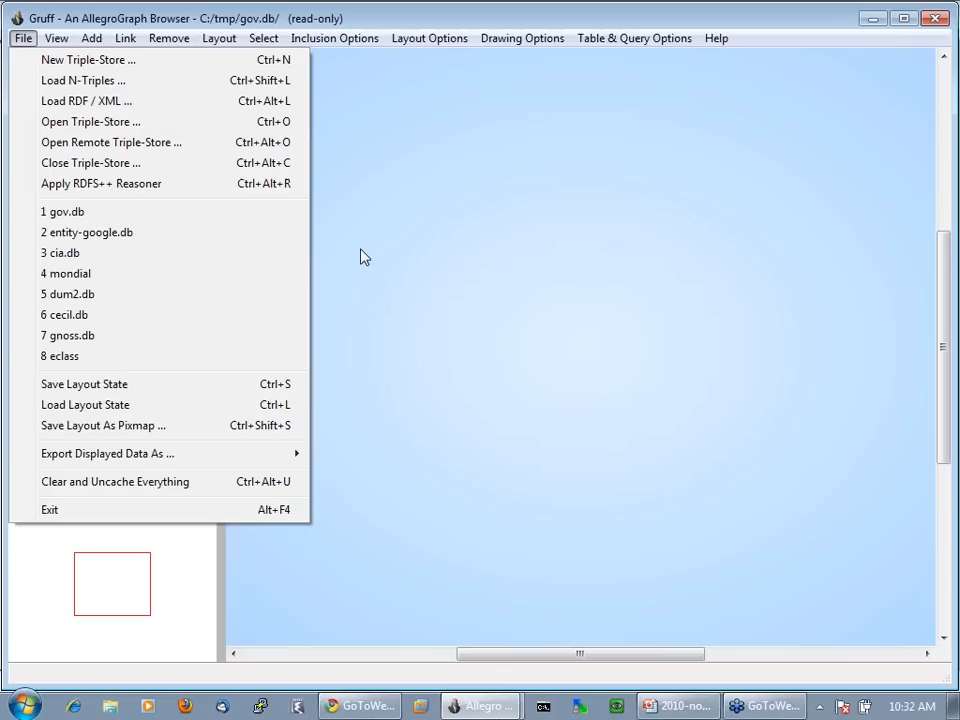 Gruff - An AllegroGraph Browser - C:/tmp/gov.db/ (read-only)
File View Add Link Remove Layout Select Inclusion Options Layout Options Drawing Options Table & Query Options Help
New Triple-Store ... Ctrl+N
Load N-Triples ... Ctrl+Shift+L
Load RDF / XML ... Ctrl+Alt+L
Open Triple-Store ... Ctrl+O
Open Remote Triple-Store ... Ctrl+Alt+O
Close Triple-Store ... Ctrl+Alt+C
Apply RDFS++ Reasoner Ctrl+Alt+R
1 gov.db
2 entity-google.db
3 cia.db
4 mondial
5 dum2.db
6 cecil.db
7 gnoss.db
8 eclass
Save Layout State Ctrl+S
Load Layout State Ctrl+L
Save Layout As Pixmap ... Ctrl+Shift+S
Export Displayed Data As ...
Clear and Uncache Everything Ctrl+Alt+U
Exit Alt+F4
GoToWe... Allegro ... 2010-no... GoToWe... 10:32 AM